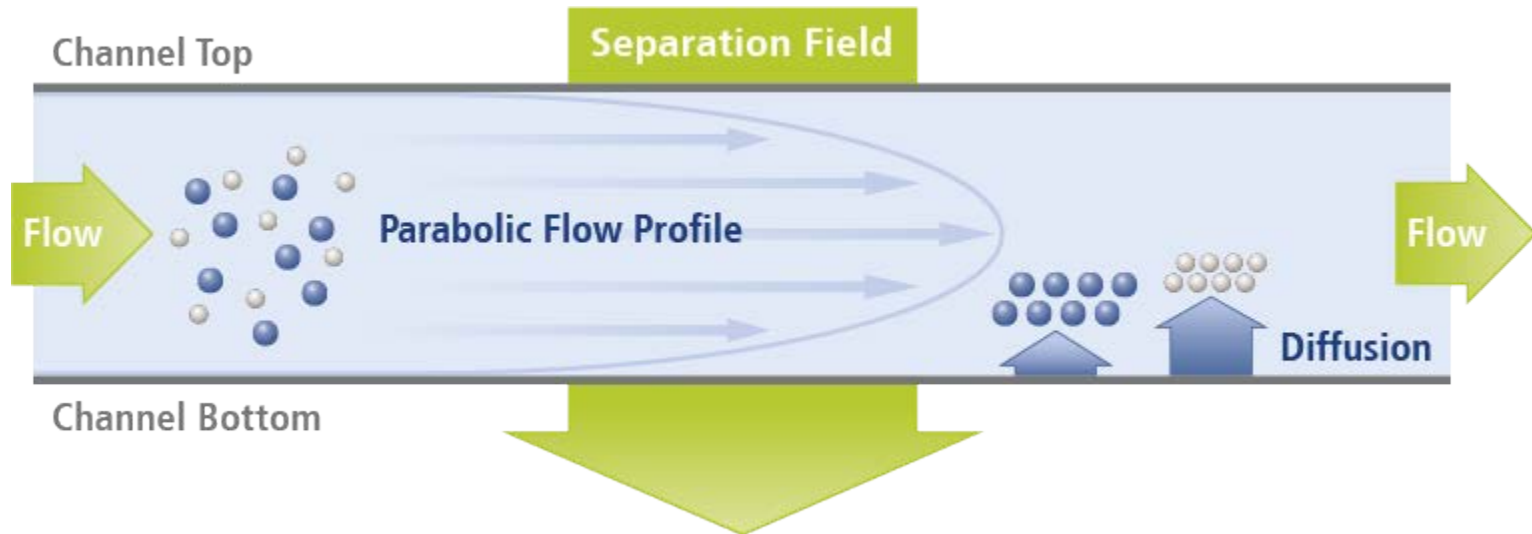 Channel Top
Separation Field
Flow
Parabolic Flow Profile
Flow
Diffusion
Channel Bottom